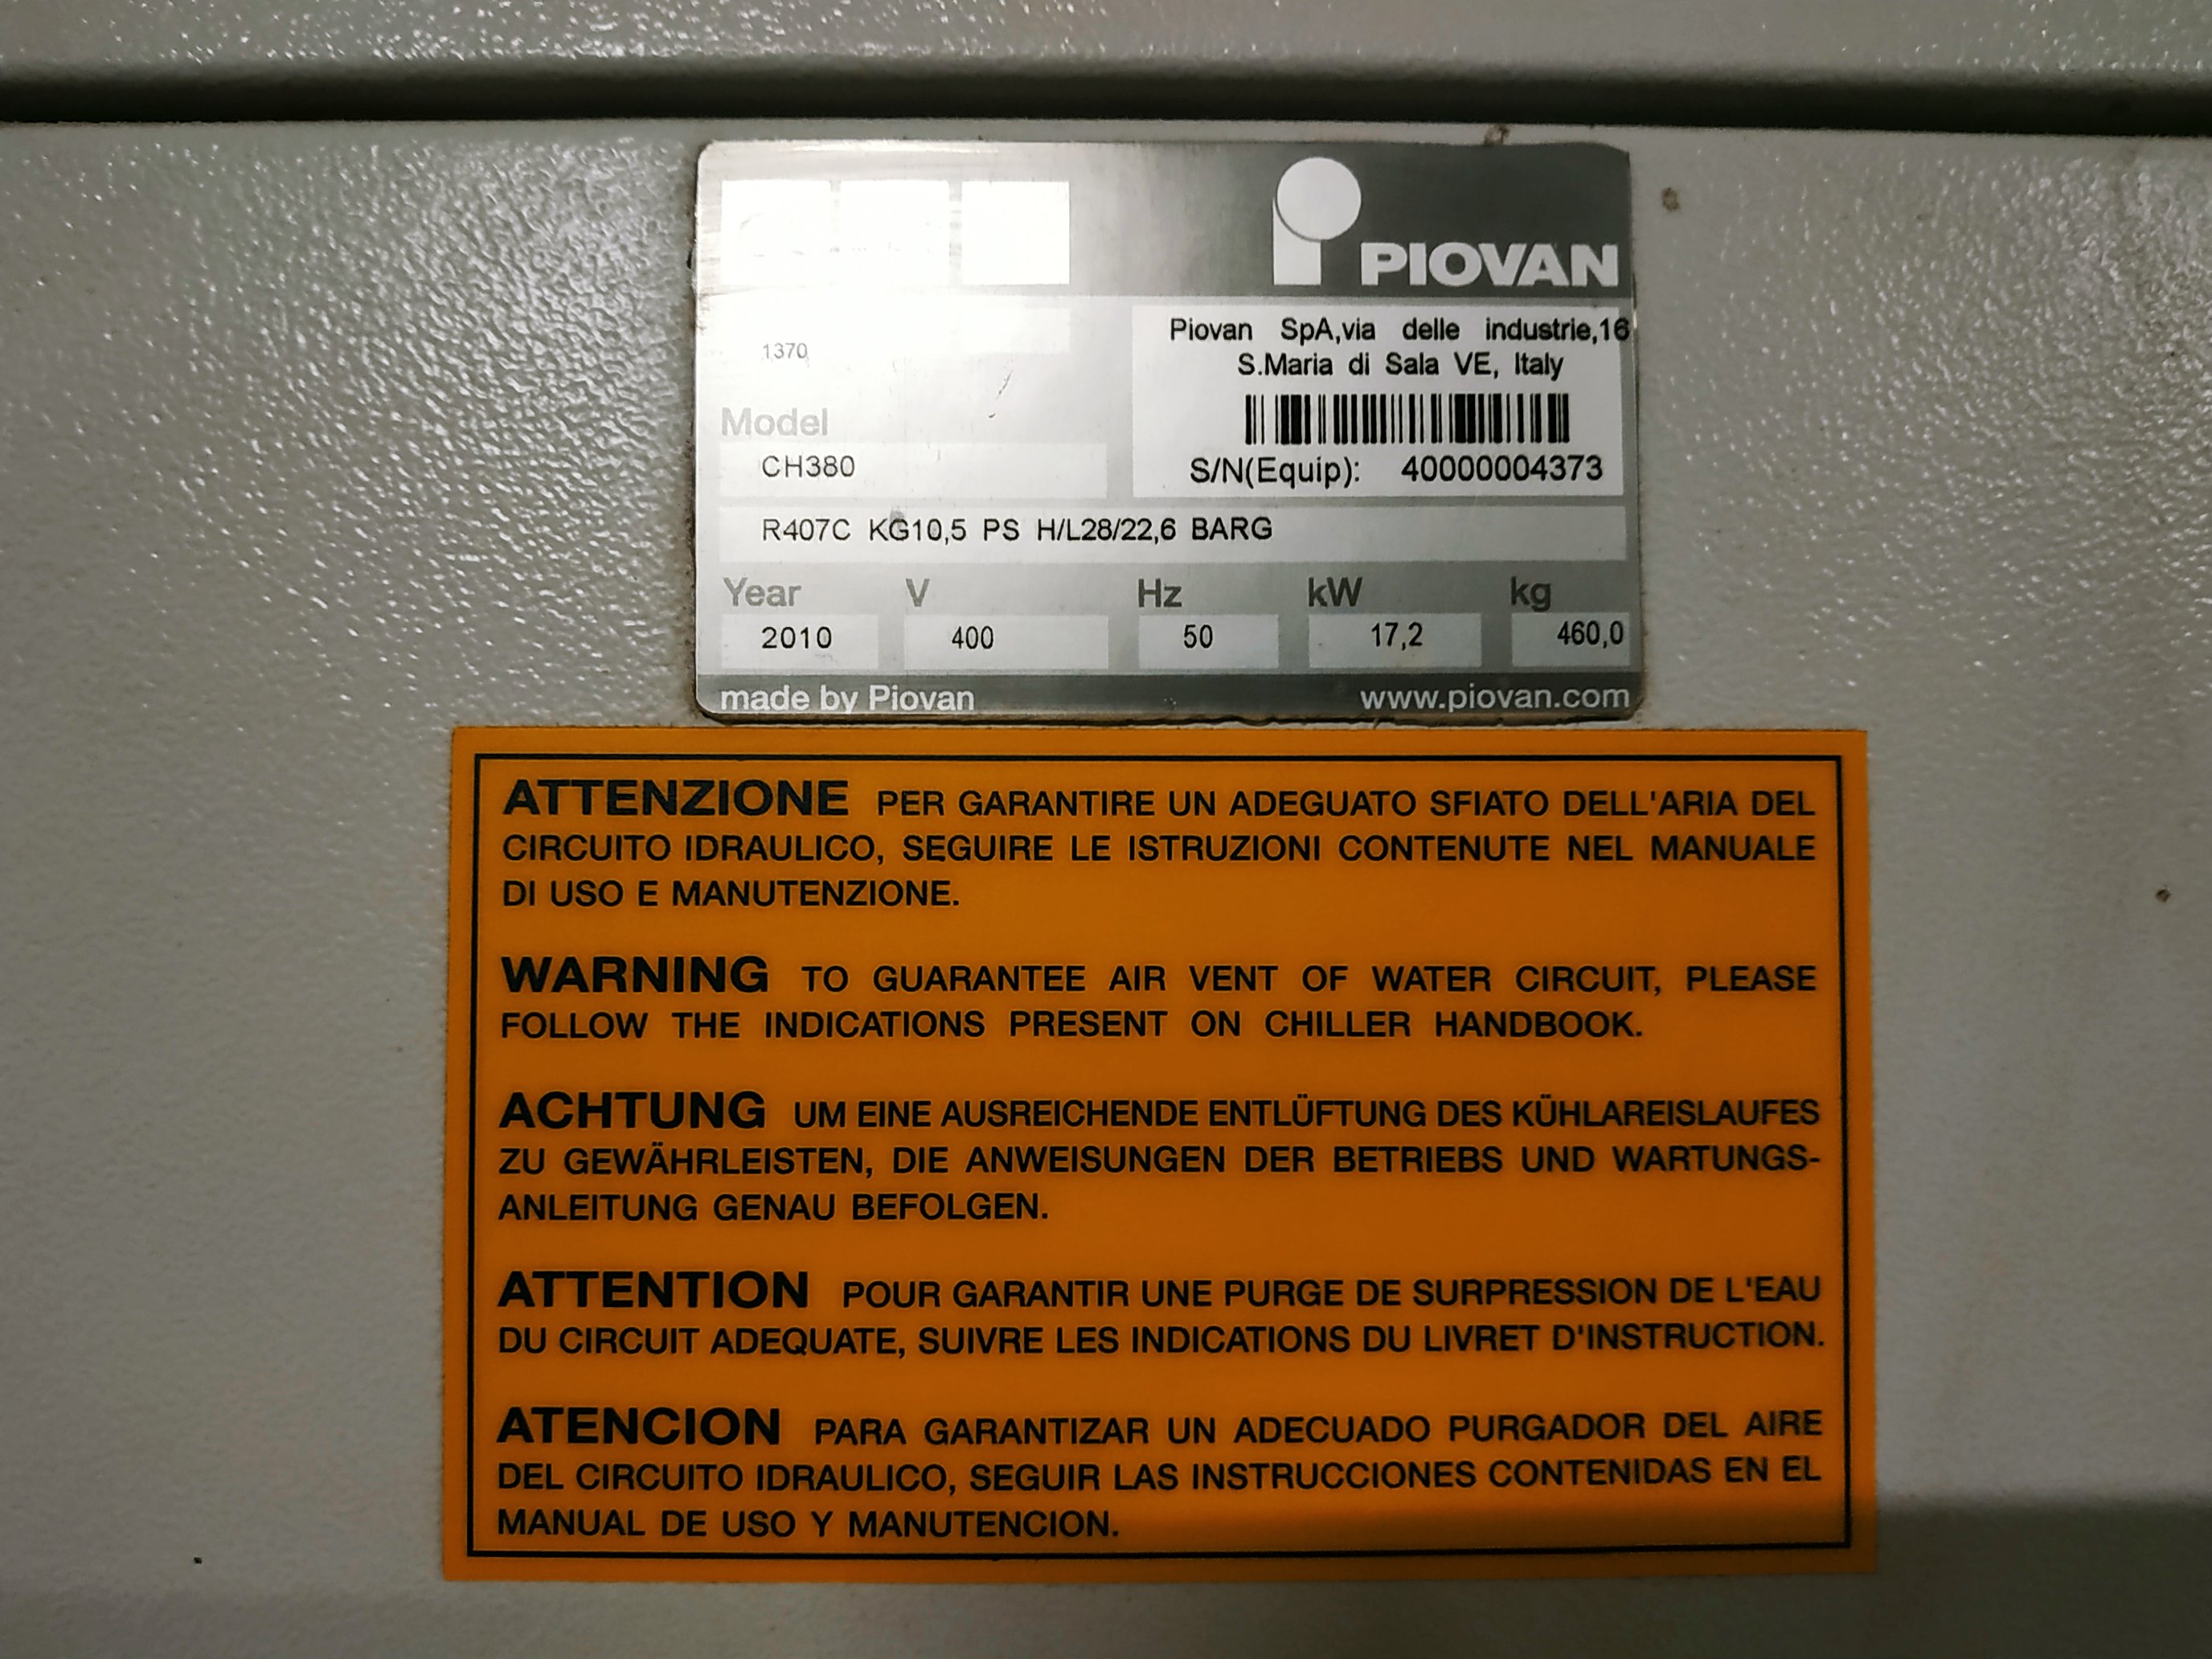 PIOVAN
Piovan SpA,via delle industrie,16
S.Maria di Sala VE, Italy
1370
Model
CH380
S/N(Equip): 40000004373
R407C KG10,5 PS H/L28/22,6 BARG
Year V Hz kW kg
2010 400 50 17,2 460,0
made by Piovan www.piovan.com
ATTENZIONE PER GARANTIRE UN ADEGUATO SFIATO DELL'ARIA DEL
CIRCUITO IDRAULICO, SEGUIRE LE ISTRUZIONI CONTENUTE NEL MANUALE
DI USO E MANUTENZIONE.
WARNING TO GUARANTEE AIR VENT OF WATER CIRCUIT, PLEASE
FOLLOW THE INDICATIONS PRESENT ON CHILLER HANDBOOK.
ACHTUNG UM EINE AUSREICHENDE ENTLÜFTUNG DES KÜHLAREISLAUFES
ZU GEWÄHRLEISTEN, DIE ANWEISUNGEN DER BETRIEBS UND WARTUNGS-
ANLEITUNG GENAU BEFOLGEN.
ATTENTION POUR GARANTIR UNE PURGE DE SURPRESSION DE L'EAU
DU CIRCUIT ADEQUATE, SUIVRE LES INDICATIONS DU LIVRET D'INSTRUCTION.
ATENCION PARA GARANTIZAR UN ADECUADO PURGADOR DEL AIRE
DEL CIRCUITO IDRAULICO, SEGUIR LAS INSTRUCCIONES CONTENIDAS EN EL
MANUAL DE USO Y MANUTENCION.